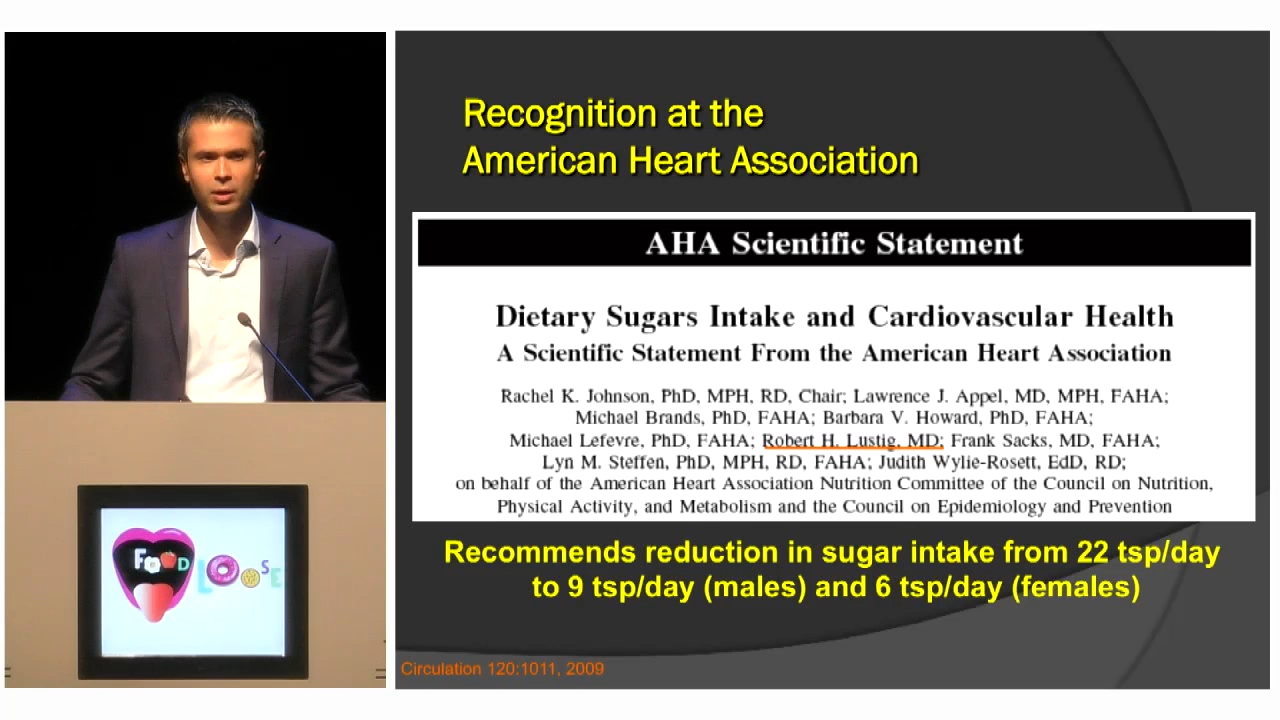 Recognition at the
American Heart Association
AHA Scientific Statement
Dietary Sugars Intake and Cardiovascular Health
A Scientific Statement From the American Heart Association
Rachel K. Johnson, PhD, MPH, RD, Chair; Lawrence J. Appel, MD, MPH, FAHA;
Michael Brands, PhD, FAHA; Barbara V. Howard, PhD, FAHA;
Michael Lefevre, PhD, FAHA; Robert H. Lustig, MD; Frank Sacks, MD, FAHA;
Lyn M. Steffen, PhD, MPH, RD, FAHA; Judith Wylie-Rosett, EdD, RD;
on behalf of the American Heart Association Nutrition Committee of the Council on Nutrition,
Physical Activity, and Metabolism and the Council on Epidemiology and Prevention
Recommends reduction in sugar intake from 22 tsp/day
to 9 tsp/day (males) and 6 tsp/day (females)
Circulation 120:1011, 2009
FOOD
LOOSE